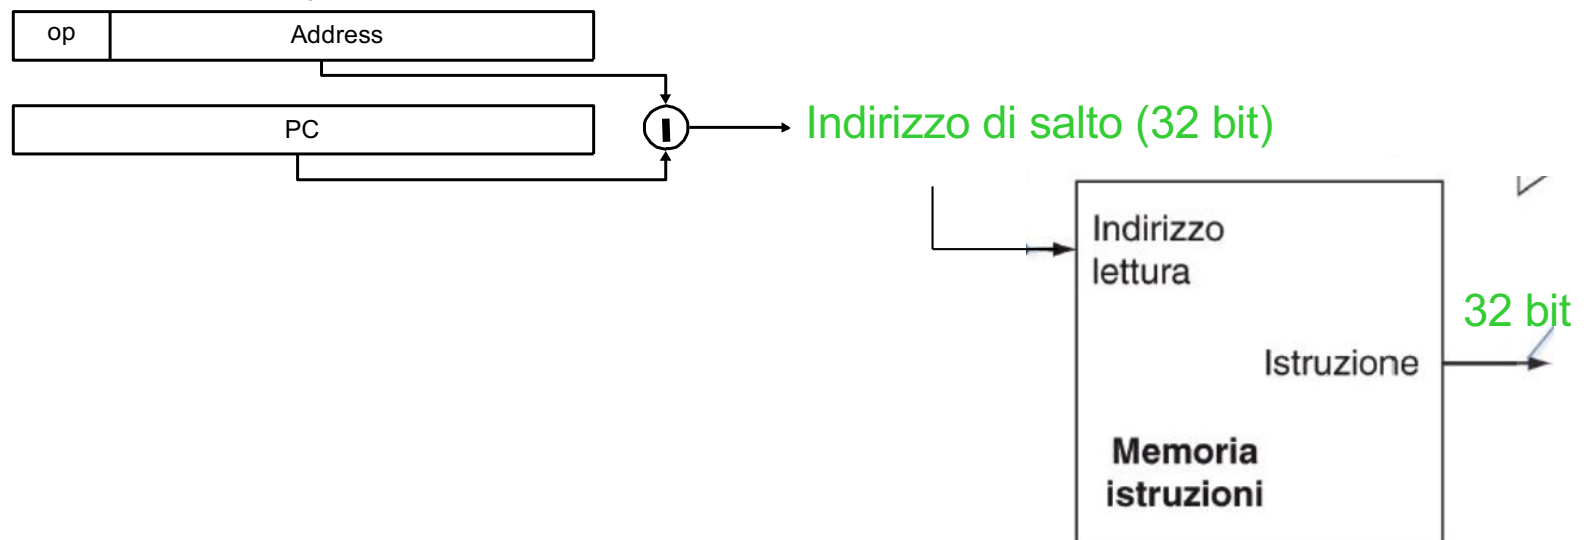 op
Address
PC
Indirizzo di salto (32 bit)
Indirizzo
lettura
32 bit
Istruzione
Memoria
istruzioni